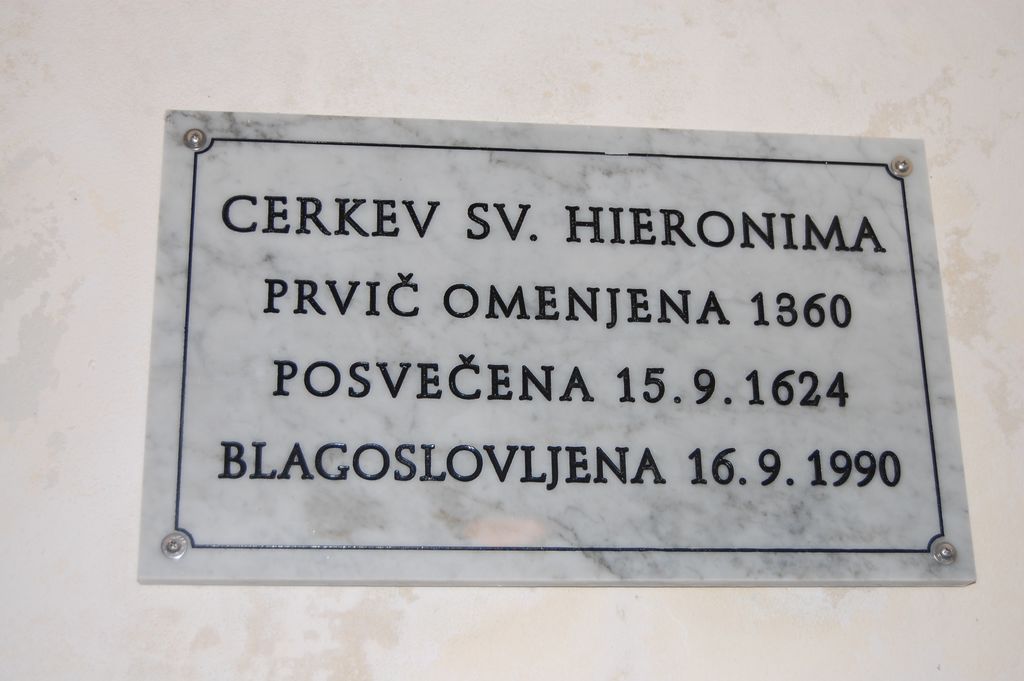 CERKEV SV. HIERONIMA
PRVIČ OMENJENA 1360
POSVEČENA 15.9.1624
BLAGOSLOVLJENA 16.9.1990